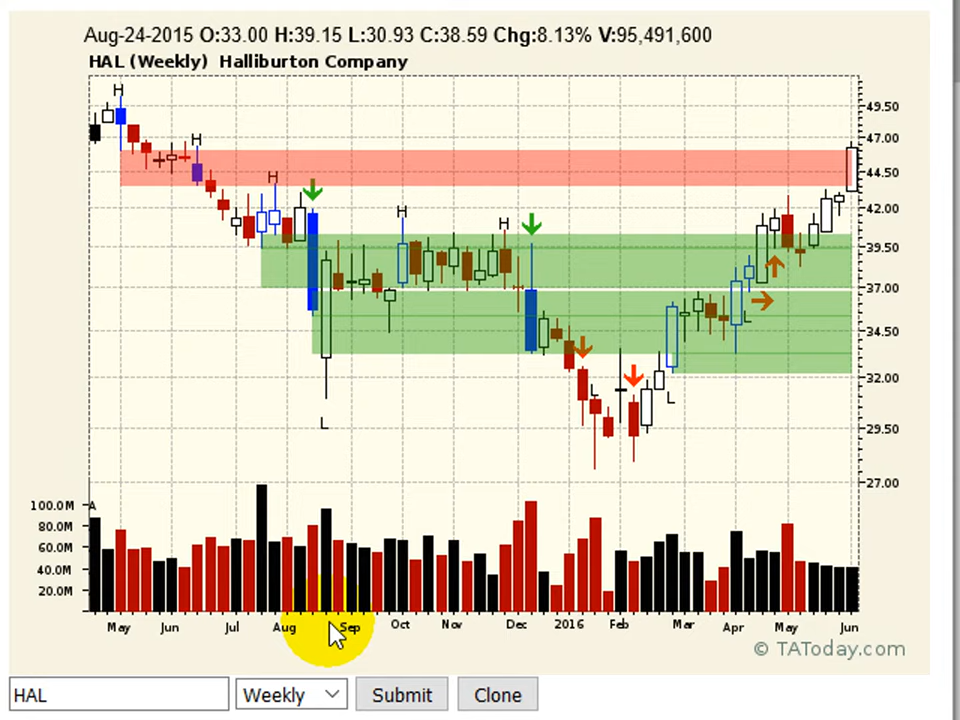 Aug-24-2015 O:33.00 H:39.15 L:30.93 C:38.59 Chg:8.13% V:95,491,600
HAL (Weekly) Halliburton Company
H
49.50
H
47.00
H
44.50
H
42.00
H
39.50
37.00
L
34.50
32.00
L
L
L
29.50
27.00
A
100.0M
80.0M
60.0M
40.0M
20.0M
May Jun Jul Aug Sep Oct Nov Dec 2016 Feb Mar Apr May Jun
© TAToday.com
HAL Weekly Submit Clone